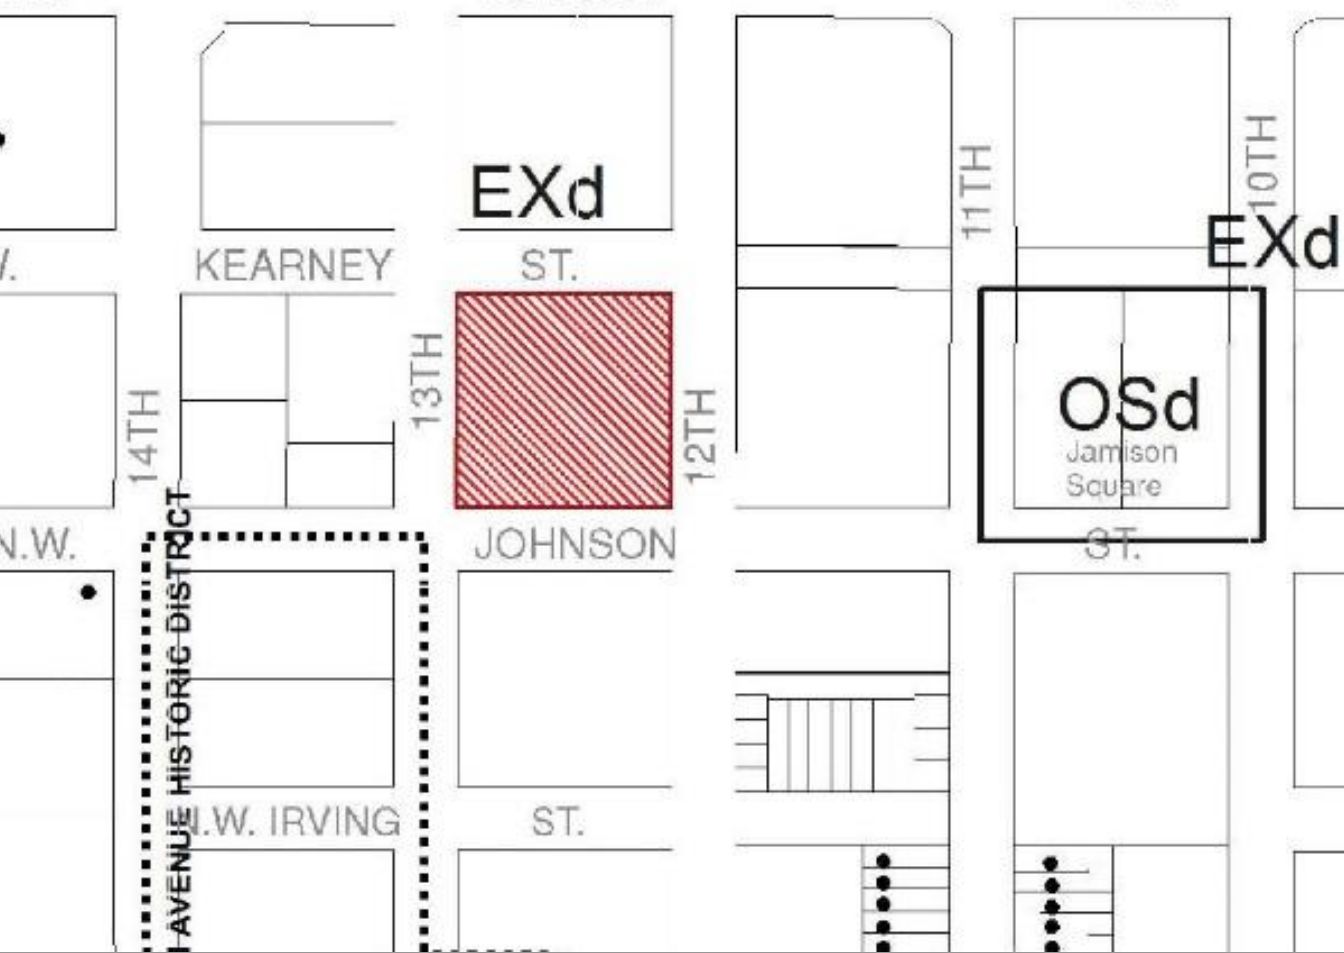 10TH
11TH
EXd
EXd
KEARNEY ST.
13TH
14TH
12TH
OSd
Jamison
Square
N.W.
JOHNSON
ST.
AVENUE HISTORIC DISTRICT
N.W. IRVING ST.